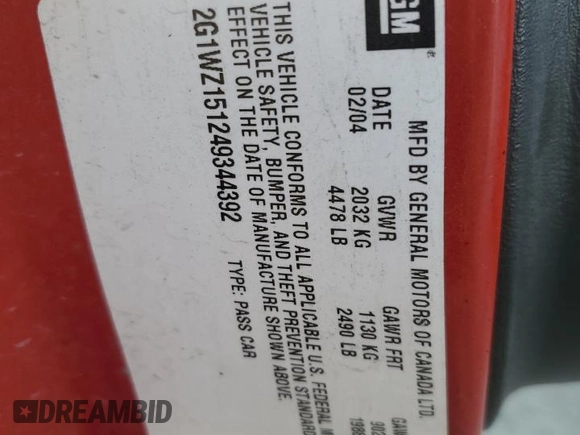 GM
MFD BY GENERAL MOTORS OF CANADA LTD.
DATE GVWR GAWR FRT
02/04 2032 KG 1130 KG 902
4478 LB 2490 LB 1988
THIS VEHICLE CONFORMS TO ALL APPLICABLE U.S. FEDERAL
VEHICLE SAFETY, BUMPER, AND THEFT PREVENTION STANDARD
EFFECT ON THE DATE OF MANUFACTURE SHOWN ABOVE.
2G1WZ151249344392 TYPE: PASS CAR
DREAMBID